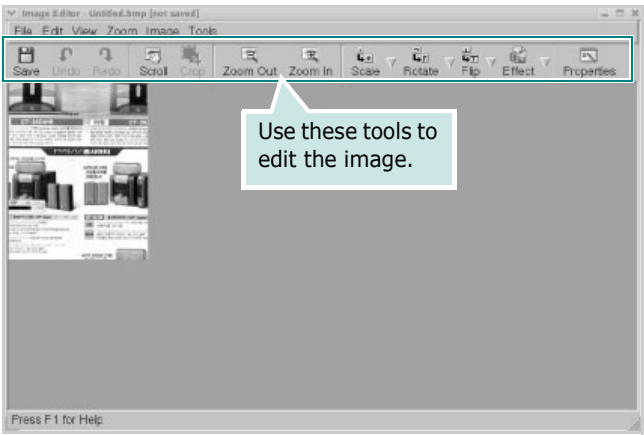 Image Editor - Untitled.bmp [not saved]
File Edit View Zoom Image Tools
Save Undo Redo Scroll Crop Zoom Out Zoom In Scale Rotate Flip Effect Properties
Use these tools to
edit the image.
Press F1 for Help